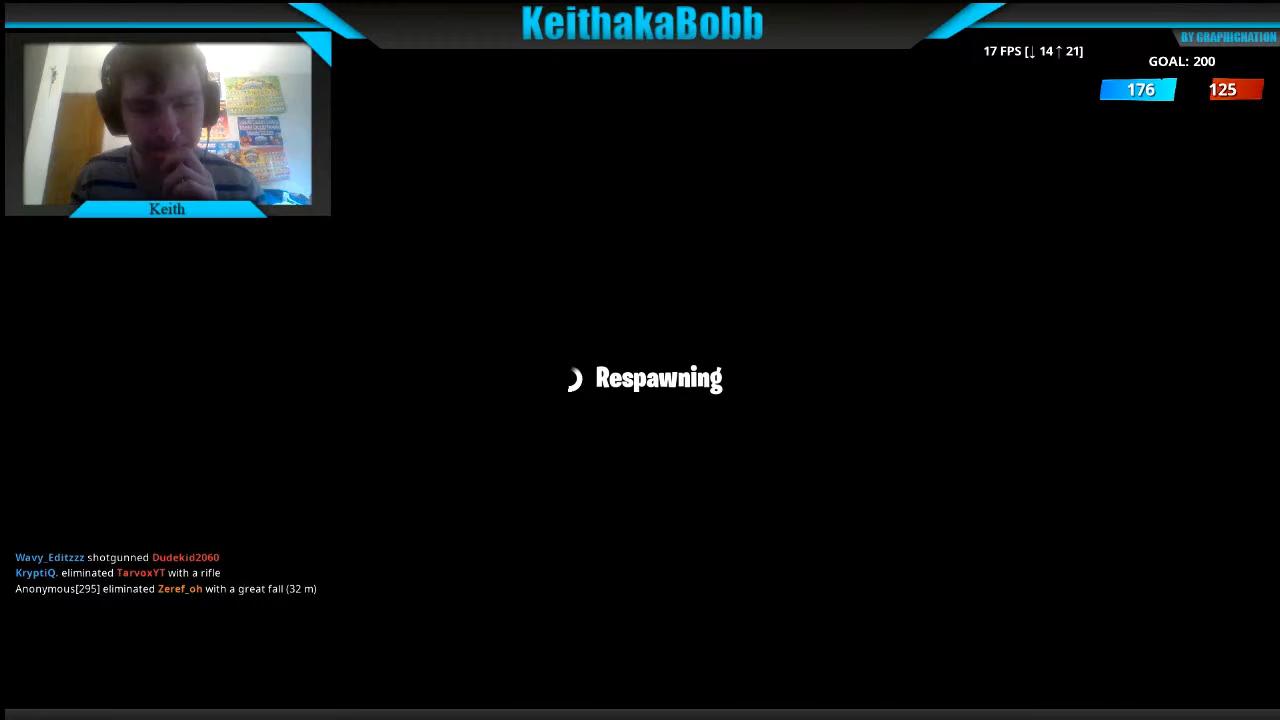 KeithakaBobb
BY GRAPHIGNATION
17 FPS [↓ 14 ↑ 21]
GOAL: 200
176
125
Keith
Respawning
Wavy_Editzzz shotgunned Dudekid2060
KryptiQ. eliminated TarvoxYT with a rifle
Anonymous[295] eliminated Zeref_oh with a great fall (32 m)